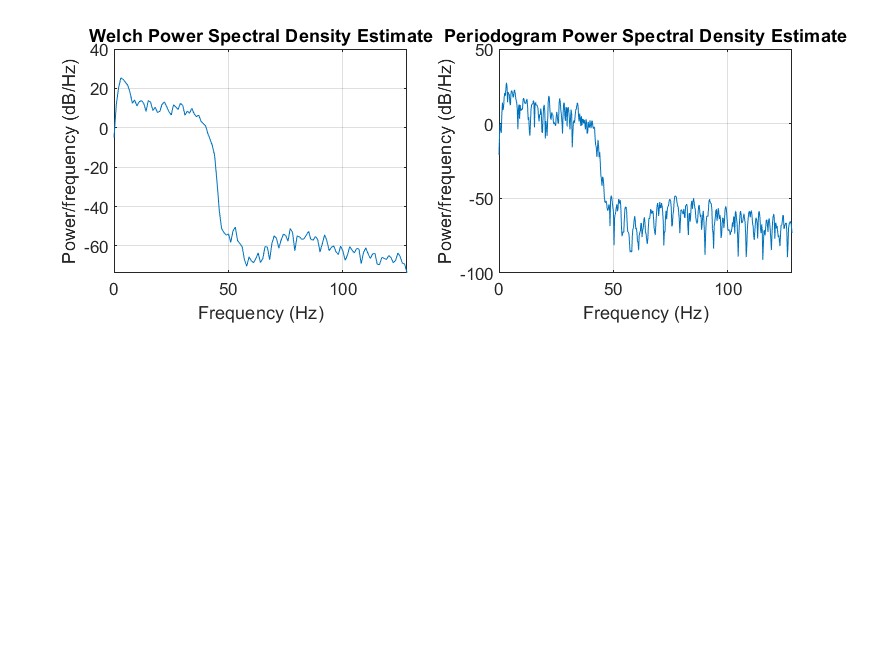 Welch Power Spectral Density Estimate
40
20
0
-20
-40
-60
Power/frequency (dB/Hz)
0 50 100
Frequency (Hz)
Periodogram Power Spectral Density Estimate
50
0
-50
-100
Power/frequency (dB/Hz)
0 50 100
Frequency (Hz)